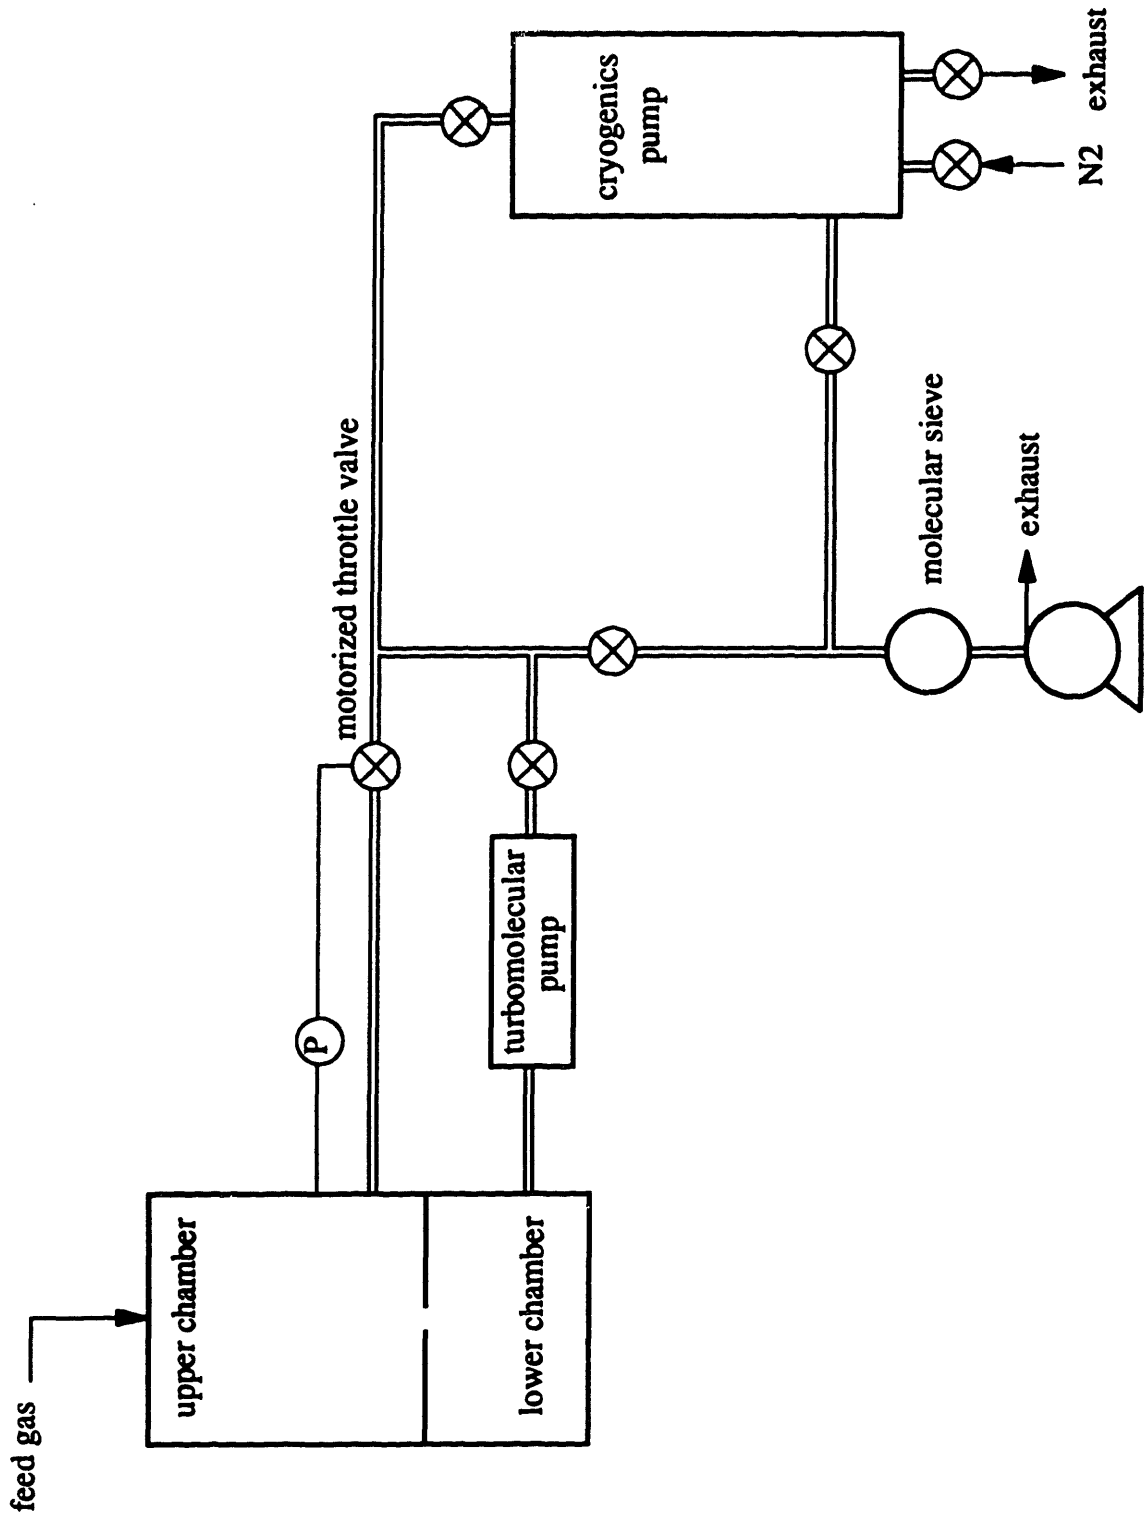 feed gas
upper chamber
lower chamber
P
motorized throttle valve
turbomolecular
pump
cryogenics
pump
N2
exhaust
molecular sieve
exhaust